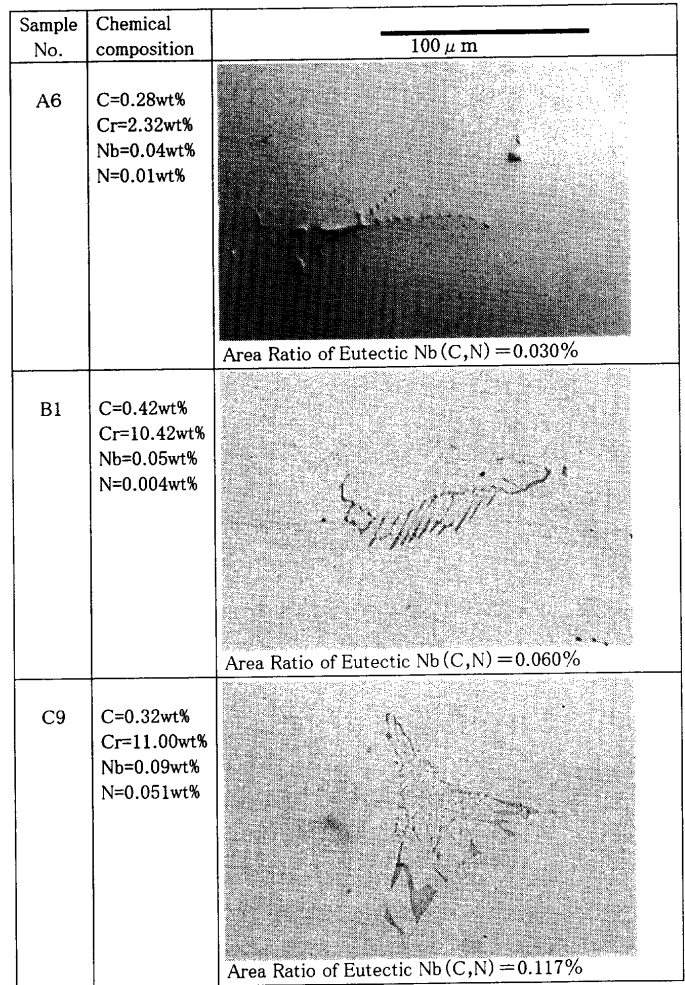 Sample No.
Chemical composition
100 μm
A6
C=0.28wt%
Cr=2.32wt%
Nb=0.04wt%
N=0.01wt%
Area Ratio of Eutectic Nb(C,N)=0.030%
B1
C=0.42wt%
Cr=10.42wt%
Nb=0.05wt%
N=0.004wt%
Area Ratio of Eutectic Nb(C,N)=0.060%
C9
C=0.32wt%
Cr=11.00wt%
Nb=0.09wt%
N=0.051wt%
Area Ratio of Eutectic Nb(C,N)=0.117%